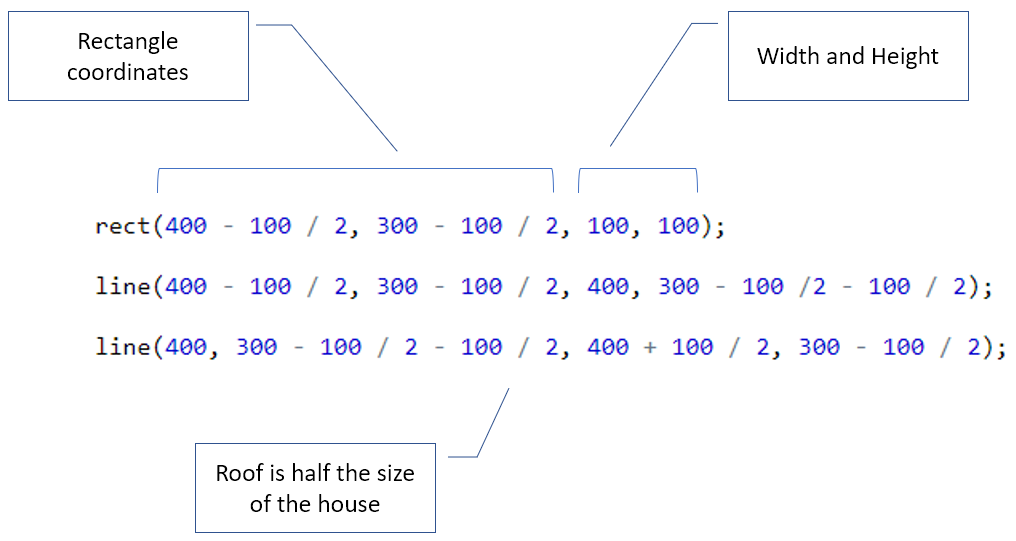 Rectangle
coordinates
Width and Height
rect(400 - 100 / 2, 300 - 100 / 2, 100, 100);
line(400 - 100 / 2, 300 - 100 / 2, 400, 300 - 100 /2 - 100 / 2);
line(400, 300 - 100 / 2 - 100 / 2, 400 + 100 / 2, 300 - 100 / 2);
Roof is half the size
of the house